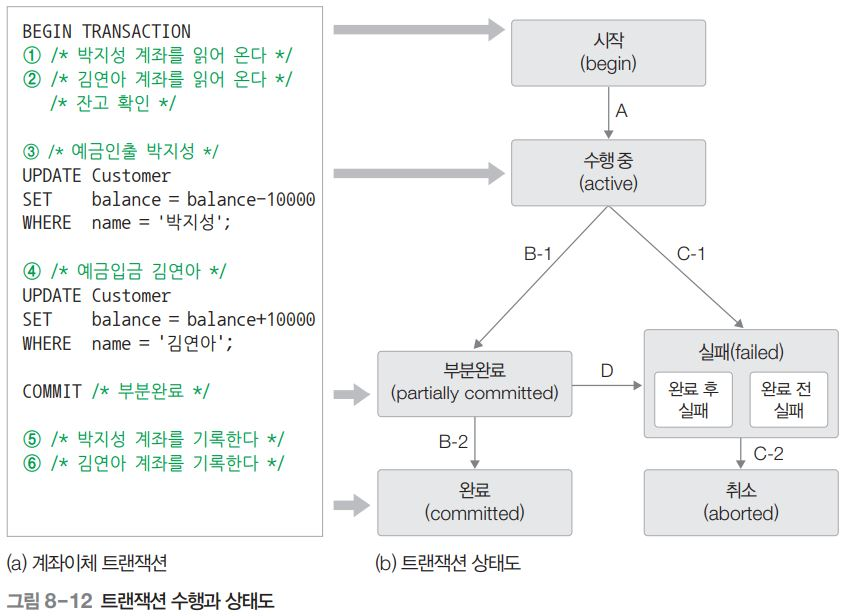 BEGIN TRANSACTION
① /* 박지성 계좌를 읽어 온다 */
② /* 김연아 계좌를 읽어 온다 */
/* 잔고 확인 */
③ /* 예금인출 박지성 */
UPDATE Customer
SET balance = balance-10000
WHERE name = '박지성';
④ /* 예금입금 김연아 */
UPDATE Customer
SET balance = balance+10000
WHERE name = '김연아';
COMMIT /* 부분완료 */
⑤ /* 박지성 계좌를 기록한다 */
⑥ /* 김연아 계좌를 기록한다 */
(a) 계좌이체 트랜잭션
시작
(begin)
A
수행 중
(active)
B-1
C-1
부분완료
(partially committed)
D
실패(failed)
완료 후
실패
완료 전
실패
B-2
C-2
완료
(committed)
취소
(aborted)
(b) 트랜잭션 상태도
그림 8-12 트랜잭션 수행과 상태도